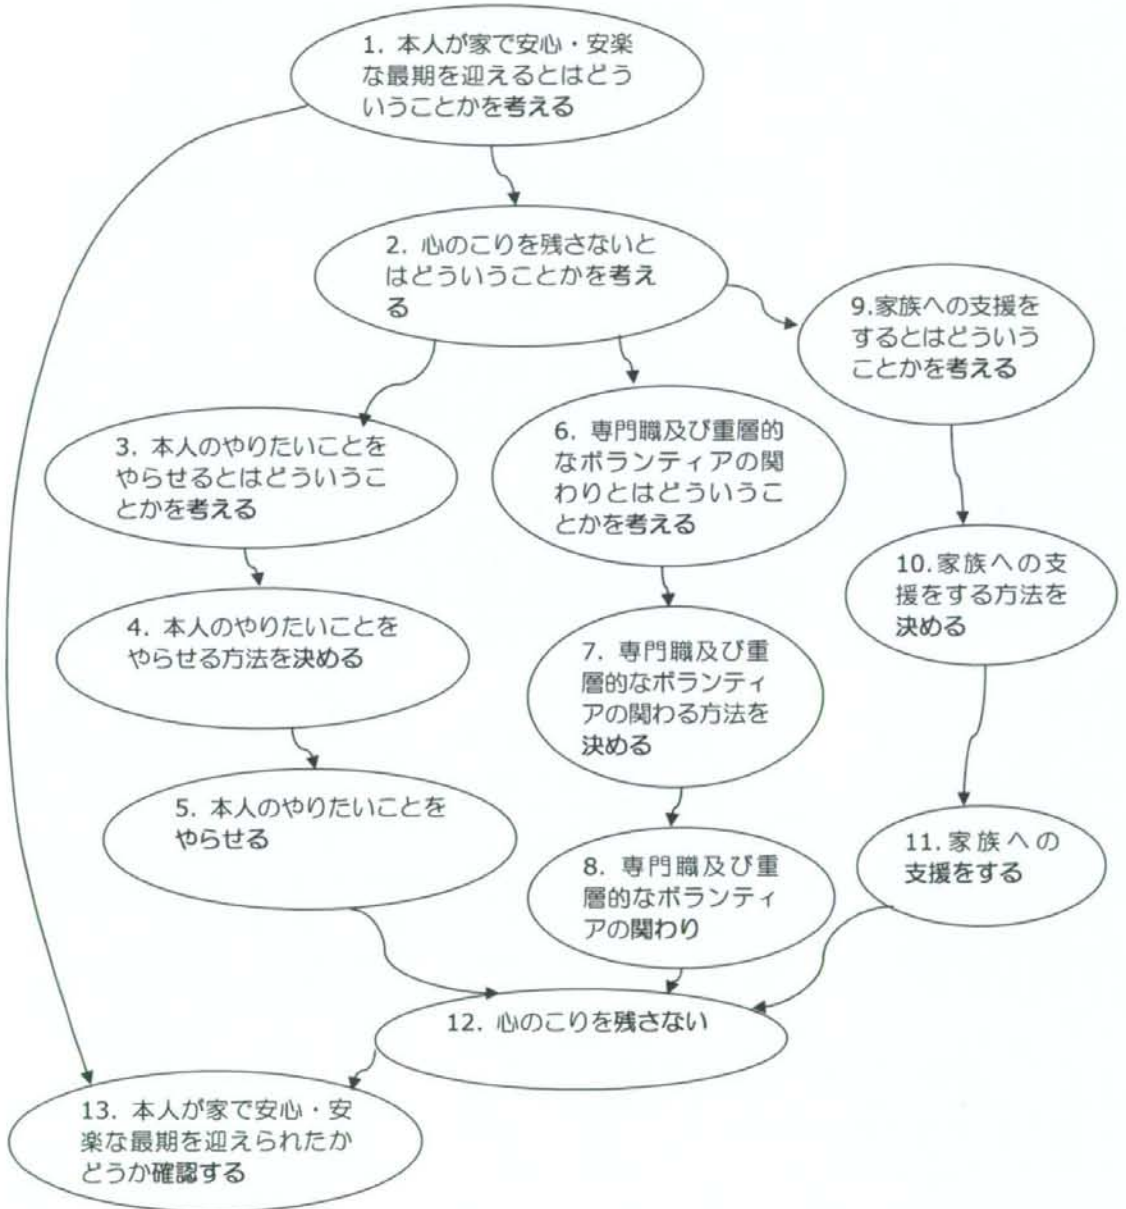 1. 本人が家で安心・安楽
な最期を迎えるとはどう
いうことかを考える
2. 心のこりを残さないと
はどういうことかを考え
る
3. 本人のやりたいことを
やらせるとはどういうこ
とかを考える
4. 本人のやりたいことを
やらせる方法を決める
5. 本人のやりたいことを
やらせる
6. 専門職及び重層的
なボランティアの関
わりとはどういうこ
とかを考える
7. 専門職及び重
層的なボランティ
アの関わる方法を
決める
8. 専門職及び重
層的なボランティ
アの関わり
9.家族への支援を
するとはどういう
ことかを考える
10.家族への支
援をする方法を
決める
11.家族への
支援をする
12. 心のこりを残さない
13. 本人が家で安心・安
楽な最期を迎えられたか
どうか確認する